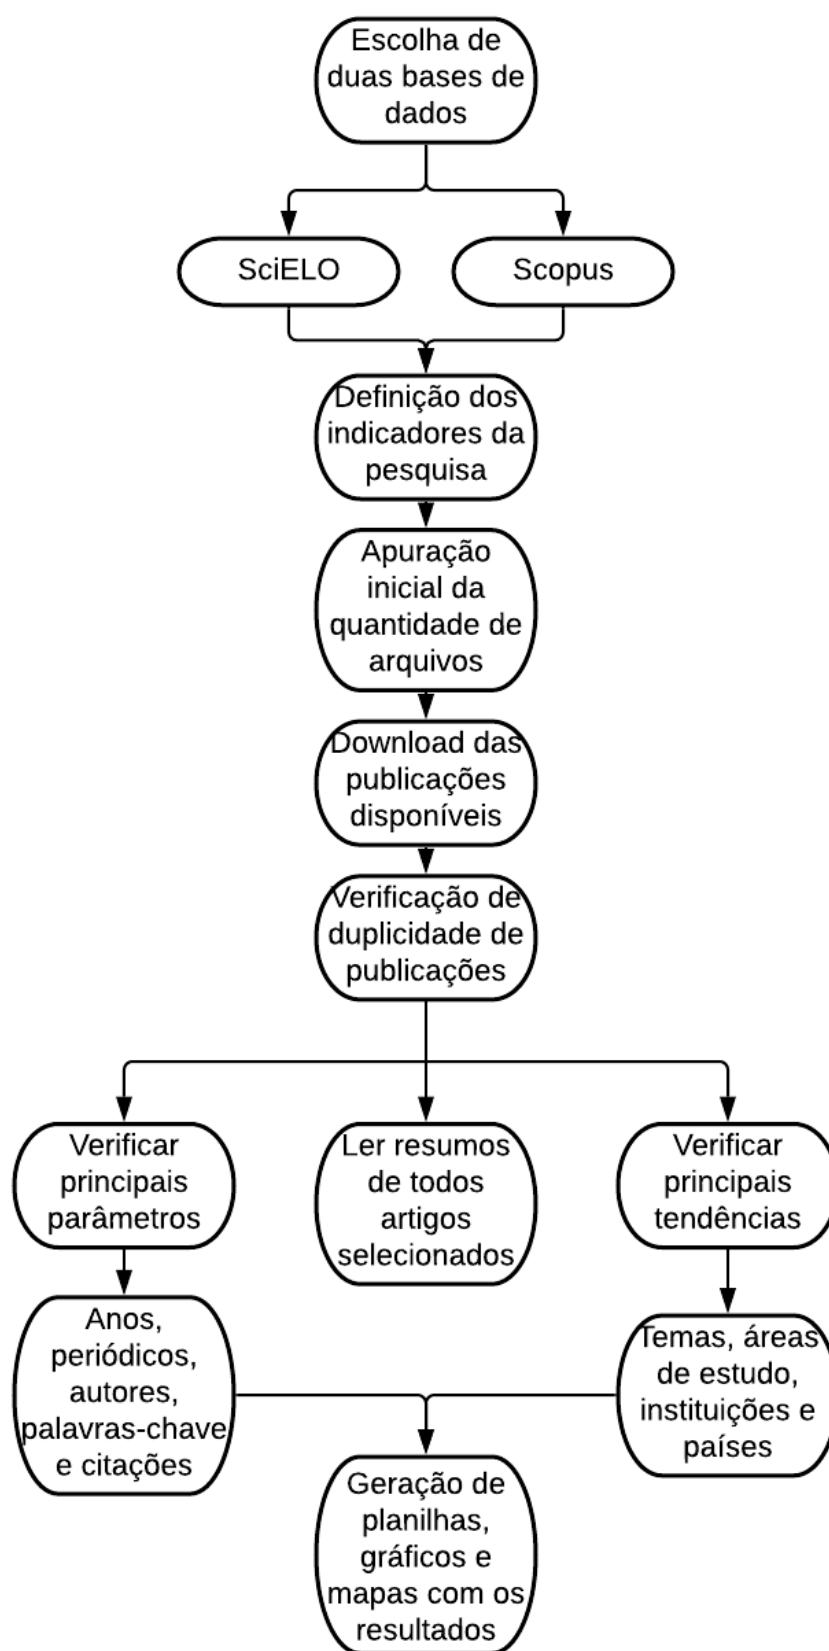 Escolha de
duas bases de
dados
SciELO
Scopus
Definição dos
indicadores da
pesquisa
Apuração
inicial da
quantidade de
arquivos
Download das
publicações
disponíveis
Verificação de
duplicidade de
publicações
Verificar
principais
parâmetros
Ler resumos
de todos
artigos
selecionados
Verificar
principais
tendências
Anos,
periódicos,
autores,
palavras-chave
e citações
Temas, áreas
de estudo,
instituições e
países
Geração de
planilhas,
gráficos e
mapas com os
resultados